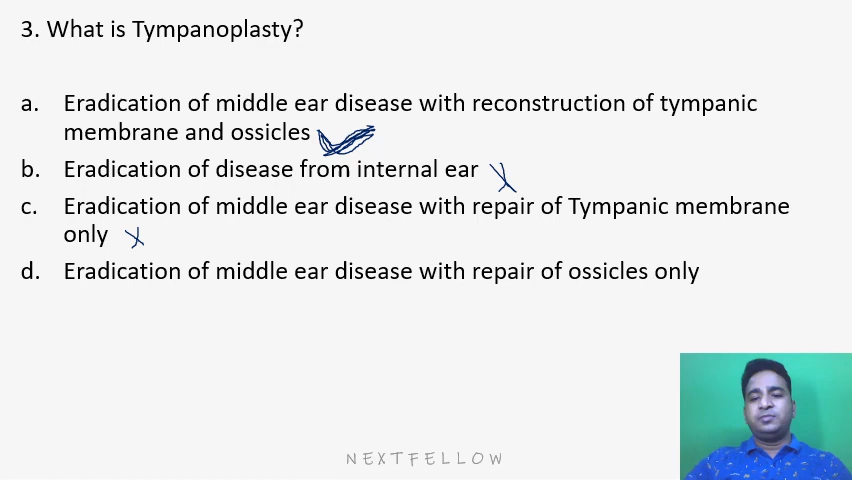 3. What is Tympanoplasty?
a. Eradication of middle ear disease with reconstruction of tympanic
membrane and ossicles
b. Eradication of disease from internal ear
c. Eradication of middle ear disease with repair of Tympanic membrane
only
d. Eradication of middle ear disease with repair of ossicles only
NEXTFELLOW